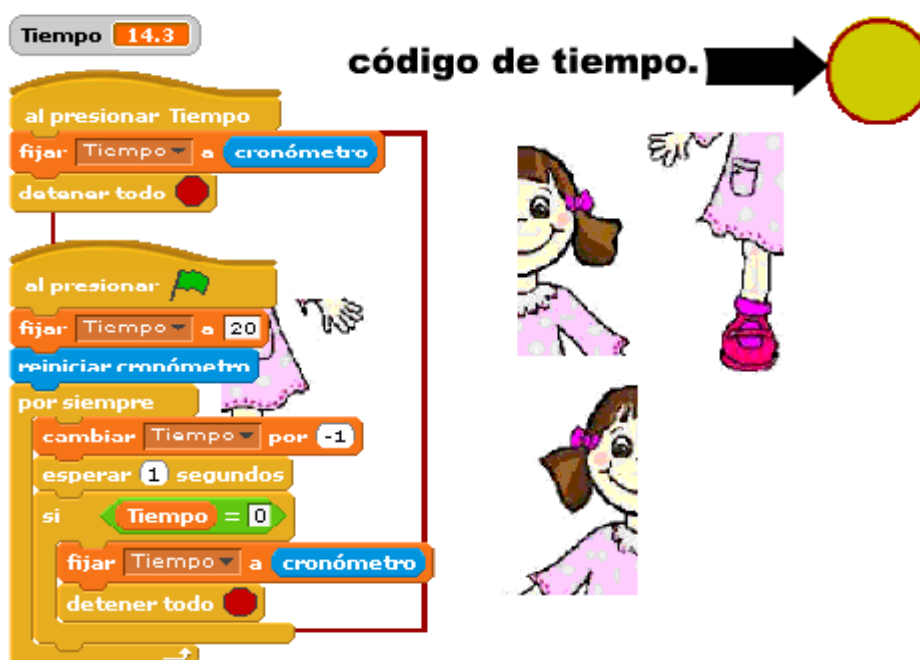 Tiempo 14.3
código de tiempo.
al presionar Tiempo
fijar Tiempo a cronómetro
detener todo
al presionar
fijar Tiempo a 20
reiniciar cronómetro
por siempre
cambiar Tiempo por -1
esperar 1 segundos
si Tiempo = 0
fijar Tiempo a cronómetro
detener todo